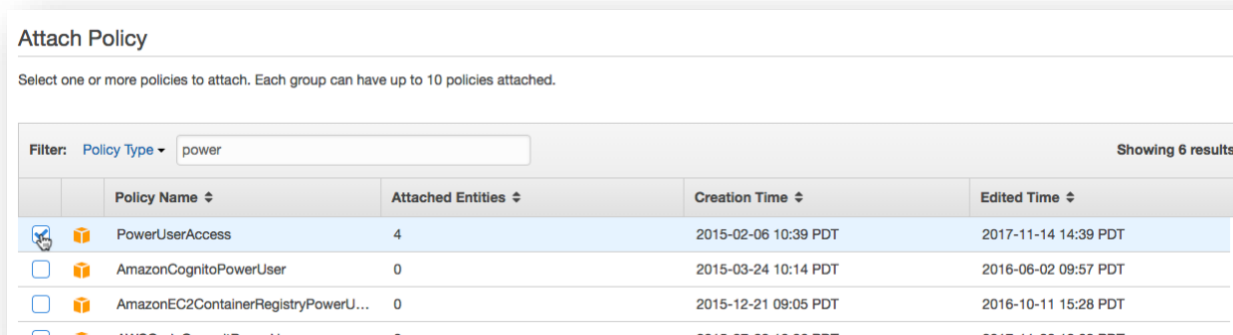 Attach Policy
Select one or more policies to attach. Each group can have up to 10 policies attached.
Filter: Policy Type power Showing 6 results
Policy Name Attached Entities Creation Time Edited Time
PowerUserAccess 4 2015-02-06 10:39 PDT 2017-11-14 14:39 PDT
AmazonCognitoPowerUser 0 2015-03-24 10:14 PDT 2016-06-02 09:57 PDT
AmazonEC2ContainerRegistryPowerU... 0 2015-12-21 09:05 PDT 2016-10-11 15:28 PDT